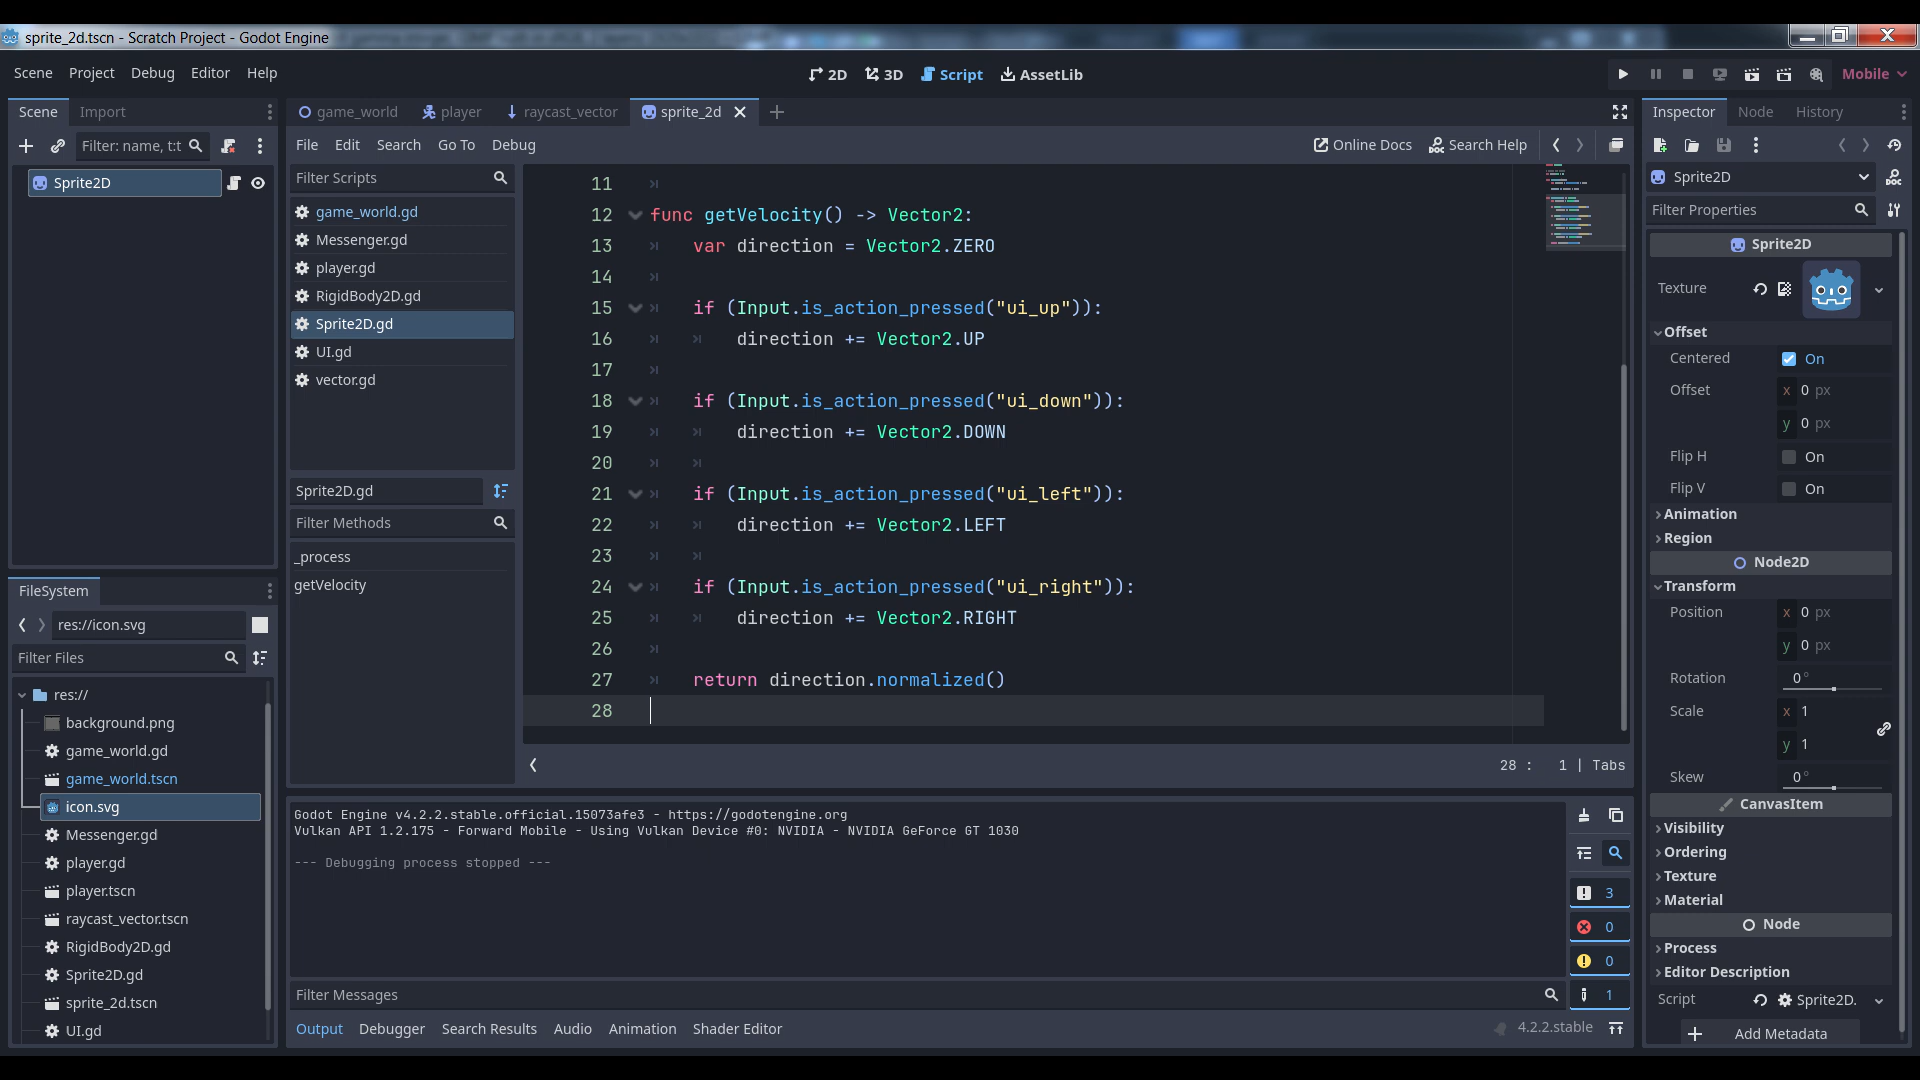 sprite_2d.tscn - Scratch Project - Godot Engine
Scene Project Debug Editor Help
2D 3D Script AssetLib
Mobile
Scene Import
Filter: name, t:t
Sprite2D
FileSystem
res://icon.svg
Filter Files
res://
background.png
game_world.gd
game_world.tscn
icon.svg
Messenger.gd
player.gd
player.tscn
raycast_vector.tscn
RigidBody2D.gd
Sprite2D.gd
sprite_2d.tscn
UI.gd
game_world player raycast_vector sprite_2d
File Edit Search Go To Debug
Online Docs Search Help
Filter Scripts
game_world.gd
Messenger.gd
player.gd
RigidBody2D.gd
Sprite2D.gd
UI.gd
vector.gd
Sprite2D.gd
Filter Methods
_process
getVelocity
11
12 func getVelocity() -> Vector2:
13 var direction = Vector2.ZERO
14
15 if (Input.is_action_pressed("ui_up")):
16 direction += Vector2.UP
17
18 if (Input.is_action_pressed("ui_down")):
19 direction += Vector2.DOWN
20
21 if (Input.is_action_pressed("ui_left")):
22 direction += Vector2.LEFT
23
24 if (Input.is_action_pressed("ui_right")):
25 direction += Vector2.RIGHT
26
27 return direction.normalized()
28
28 : 1 | Tabs
Godot Engine v4.2.2.stable.official.15073afe3 - https://godotengine.org
Vulkan API 1.2.175 - Forward Mobile - Using Vulkan Device #0: NVIDIA - NVIDIA GeForce GT 1030
--- Debugging process stopped ---
3
0
0
1
Filter Messages
Output Debugger Search Results Audio Animation Shader Editor
4.2.2.stable
Inspector Node History
Sprite2D
Filter Properties
Sprite2D
Texture
Offset
Centered On
Offset x 0 px
y 0 px
Flip H On
Flip V On
Animation
Region
Node2D
Transform
Position x 0 px
y 0 px
Rotation 0 °
Scale x 1
y 1
Skew 0 °
CanvasItem
Visibility
Ordering
Texture
Material
Node
Process
Editor Description
Script Sprite2D.
Add Metadata